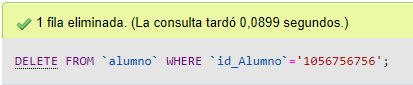 1 fila eliminada. (La consulta tardó 0,0899 segundos.)
DELETE FROM `alumno` WHERE `id_Alumno`='1056756756';